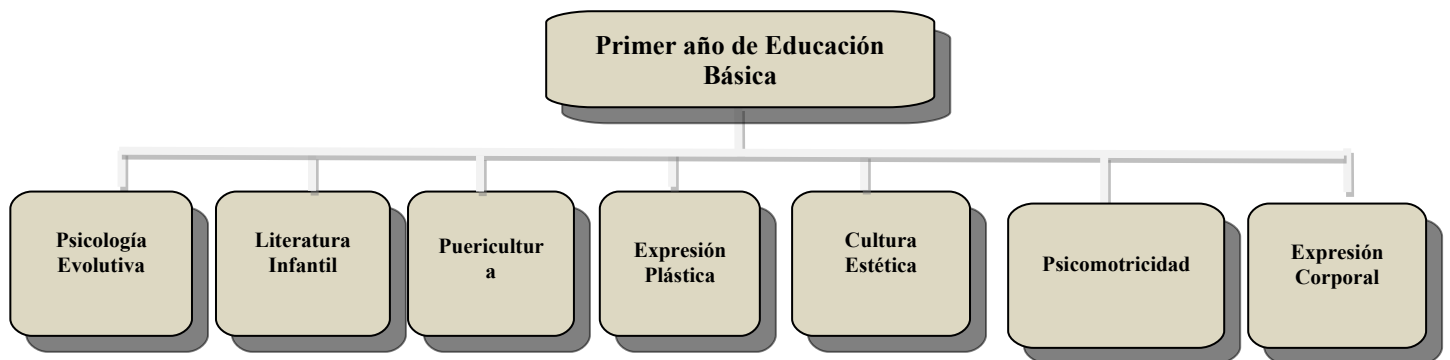 Primer año de Educación
Básica
Psicología
Evolutiva
Literatura
Infantil
Puericultur
a
Expresión
Plástica
Cultura
Estética
Psicomotricidad
Expresión
Corporal